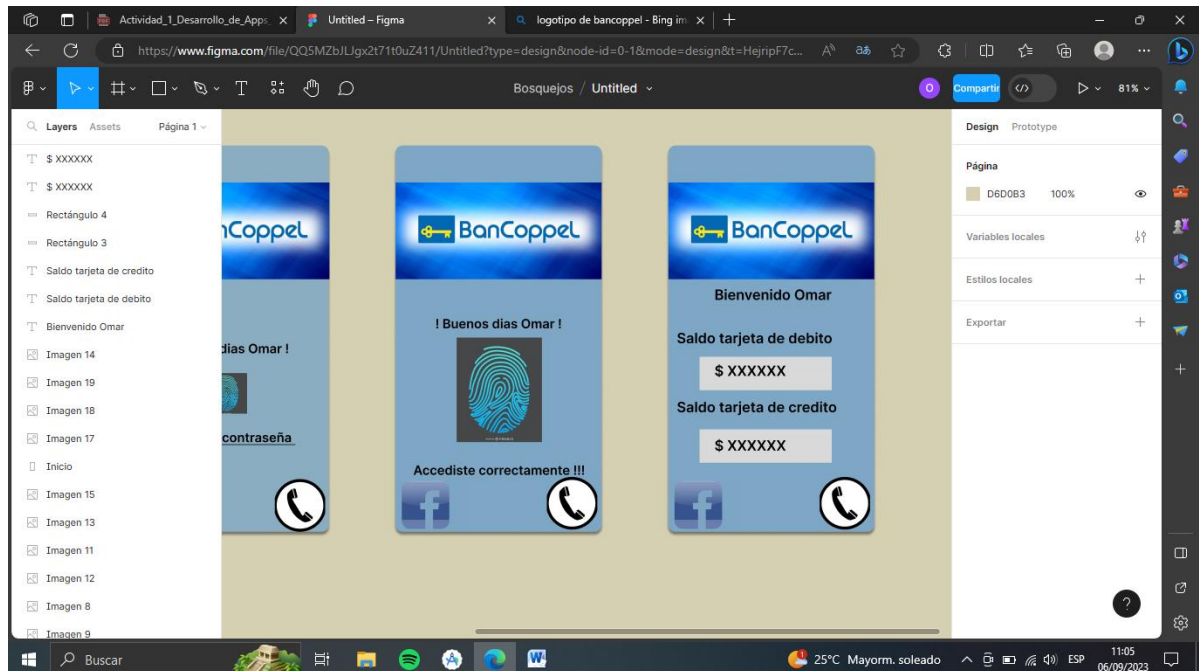 Actividad_1_Desarrollo_de_Apps_
Untitled – Figma
logotipo de bancoppel - Bing im
https://www.figma.com/file/QQ5MZbJLJgx2t71t0uZ411/Untitled?type=design&node-id=0-1&mode=design&t=HejripF7c...
Bosquejos / Untitled
O
Compartir
81%
Layers Assets Página 1
$ XXXXXX
$ XXXXXX
Rectángulo 4
Rectángulo 3
Saldo tarjeta de credito
Saldo tarjeta de debito
Bienvenido Omar
Imagen 14
Imagen 19
Imagen 18
Imagen 17
Inicio
Imagen 15
Imagen 13
Imagen 11
Imagen 12
Imagen 8
Imagen 9
nCoppel
dias Omar !
contraseña
BanCoppel
! Buenos dias Omar !
Accediste correctamente !!!
f
BanCoppel
Bienvenido Omar
Saldo tarjeta de debito
$ XXXXXX
Saldo tarjeta de credito
$ XXXXXX
f
Design Prototype
Página
D6D0B3 100%
Variables locales
Estilos locales
Exportar
?
Buscar
25°C Mayorm. soleado
ESP
11:05
06/09/2023